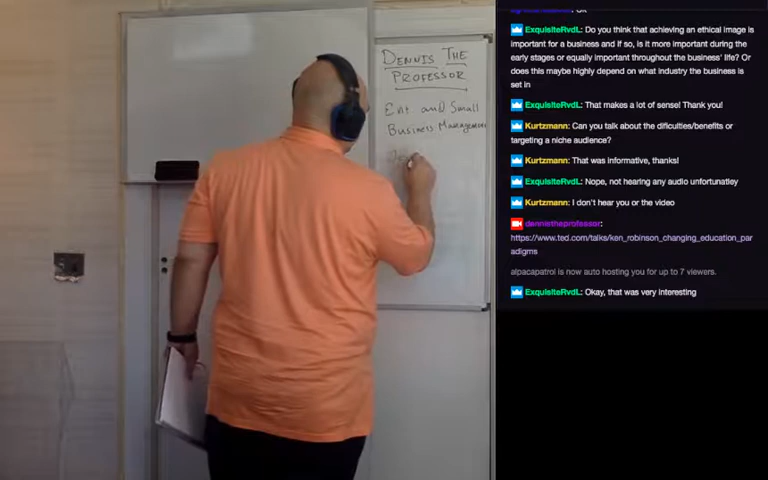 DENNIS THE
PROFESSOR
Ent and Small
Business Management
ExquisiteRvdL: Do you think that achieving an ethical image is
important for a business and if so, is it more important during the
early stages or equally important throughout the business' life? Or
does this maybe highly depend on what industry the business is
set in
ExquisiteRvdL: That makes a lot of sense! Thank you!
Kurtzmann: Can you talk about the dificulties/benefits or
targeting a niche audience?
Kurtzmann: That was informative, thanks!
ExquisiteRvdL: Nope, not hearing any audio unfortunatley
Kurtzmann: I don't hear you or the video
dennistheprofessor:
https://www.ted.com/talks/ken_robinson_changing_education_par
adigms
alpacapatrol is now auto hosting you for up to 7 viewers.
ExquisiteRvdL: Okay, that was very interesting